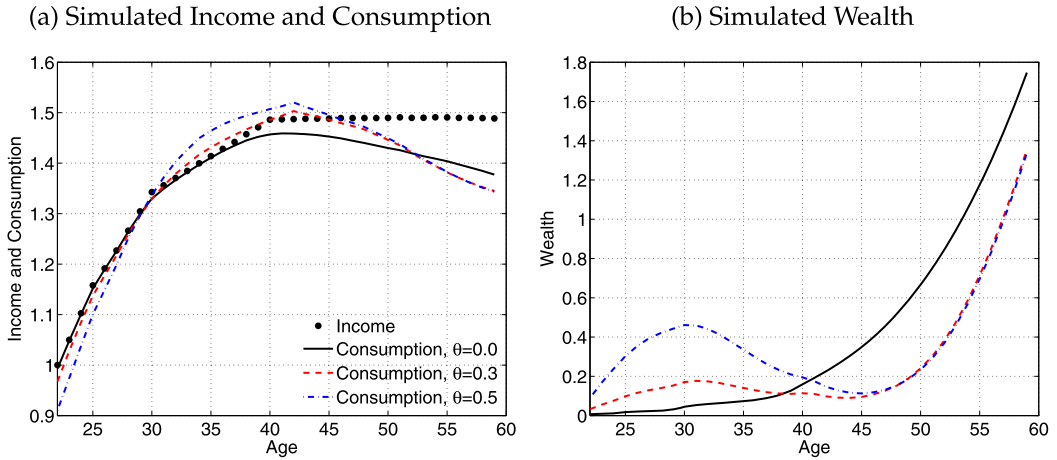 (a) Simulated Income and Consumption
Income and Consumption
1.6
1.5
1.4
1.3
1.2
1.1
1
0.9
25 30 35 40 45 50 55 60
Age
Income
Consumption, θ=0.0
Consumption, θ=0.3
Consumption, θ=0.5
(b) Simulated Wealth
Wealth
1.8
1.6
1.4
1.2
1
0.8
0.6
0.4
0.2
0
25 30 35 40 45 50 55 60
Age